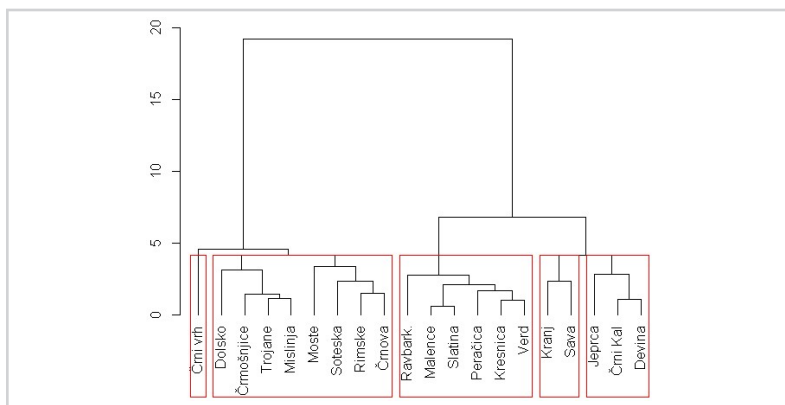 20
15
10
5
0
Črni vrh
Dolsko
Črmošnjice
Trojane
Mislinja
Moste
Soteska
Rimske
Črnova
Ravbark.
Malence
Slatina
Peračica
Kresnica
Verd
Kranj
Sava
Jeprca
Črni Kal
Devina